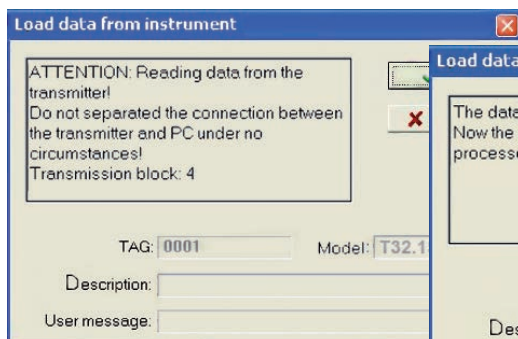 Load data from instrument
ATTENTION: Reading data from the
transmitter!
Do not separated the connection between
the transmitter and PC under no
circumstances!
Transmission block: 4
TAG: 0001
Model: T32.1
Description:
User message:
Load data
The data
Now the